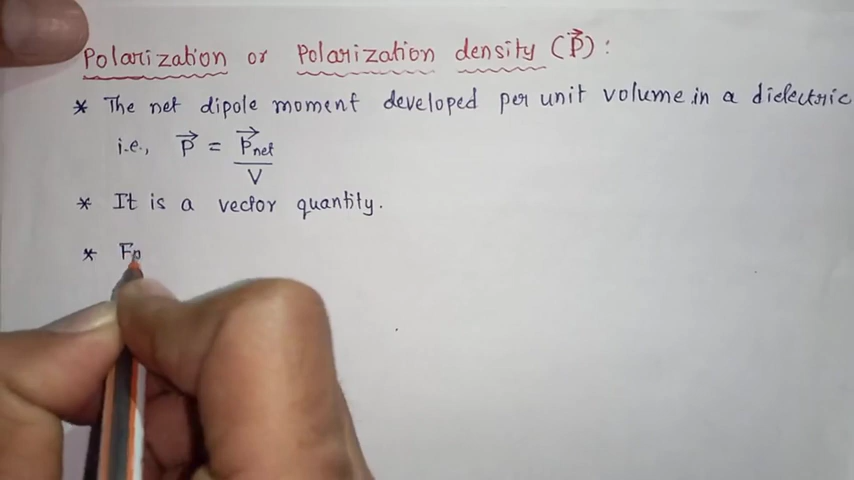 Polarization or Polarization density (P⃗):
* The net dipole moment developed per unit volume in a dielectric
i.e., P⃗ = P⃗net / V
* It is a vector quantity.
*